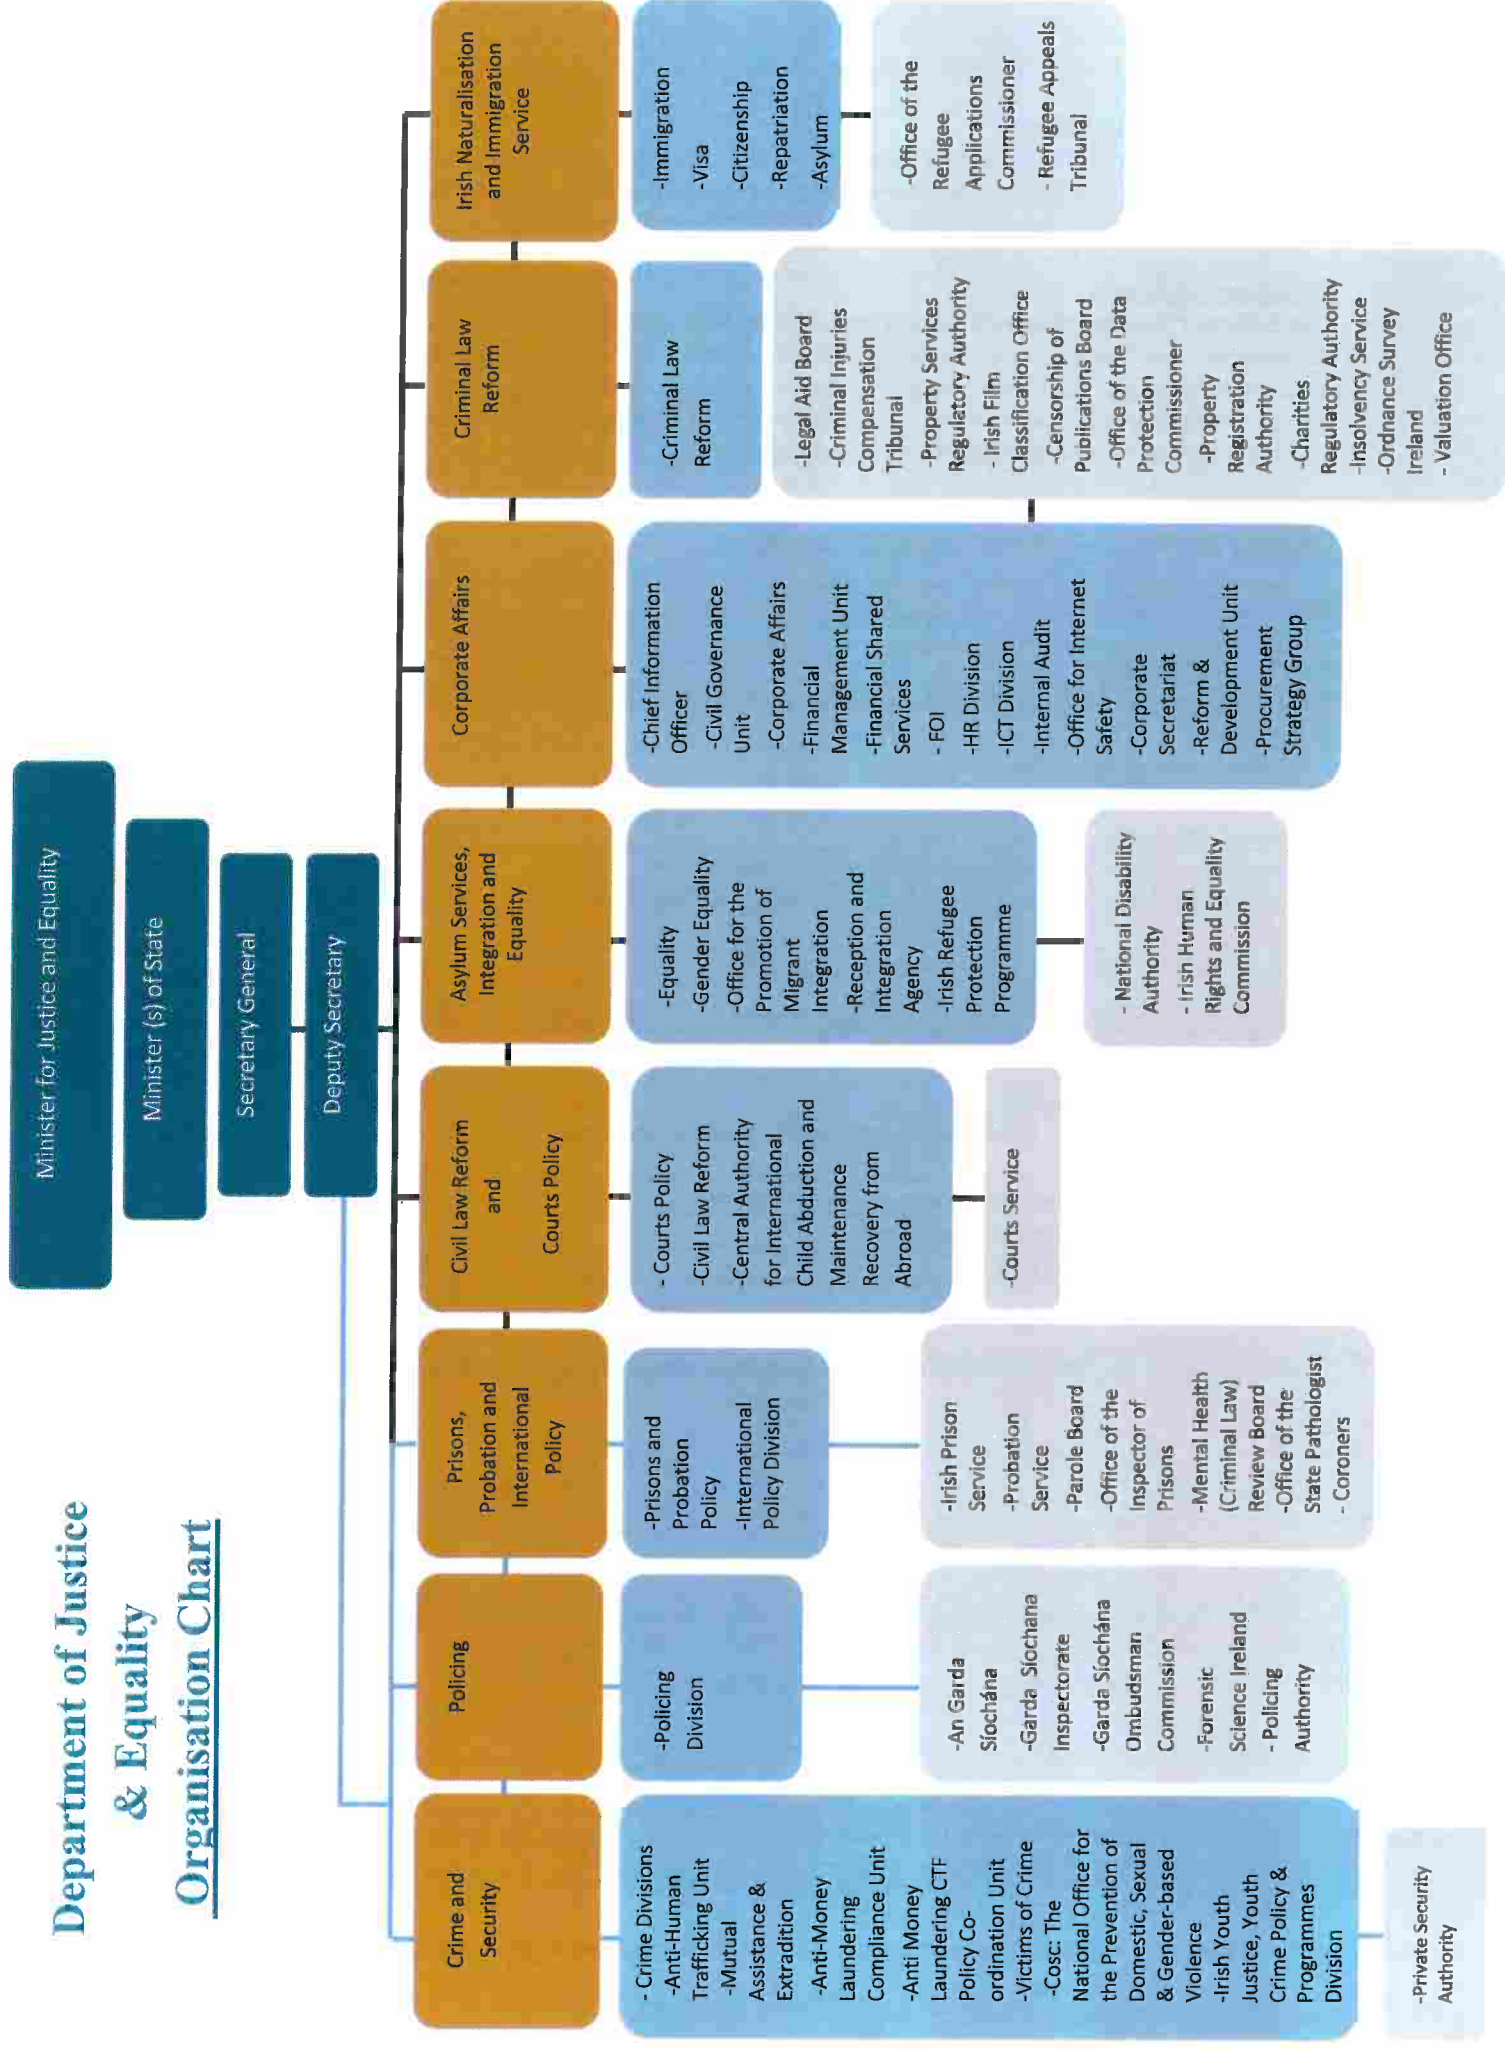 Department of Justice
& Equality
Organisation Chart
Minister for Justice and Equality
Minister (s) of State
Secretary General
Deputy Secretary
Crime and
Security
- Crime Divisions
-Anti-Human
Trafficking Unit
-Mutual
Assistance &
Extradition
-Anti-Money
Laundering
Compliance Unit
-Anti Money
Laundering CTF
Policy Co-
ordination Unit
-Victims of Crime
-Cosc: The
National Office for
the Prevention of
Domestic, Sexual
& Gender-based
Violence
-Irish Youth
Justice, Youth
Crime Policy &
Programmes
Division
-Private Security
Authority
Policing
-Policing
Division
-An Garda
Síochána
-Garda Síochana
Inspectorate
-Garda Síochána
Ombudsman
Commission
-Forensic
Science Ireland
- Policing
Authority
Prisons,
Probation and
International
Policy
-Prisons and
Probation
Policy
-International
Policy Division
-Irish Prison
Service
-Probation
Service
-Parole Board
-Office of the
Inspector of
Prisons
-Mental Health
(Criminal Law)
Review Board
-Office of the
State Pathologist
- Coroners
Civil Law Reform
and
Courts Policy
- Courts Policy
-Civil Law Reform
-Central Authority
for International
Child Abduction and
Maintenance
Recovery from
Abroad
-Courts Service
Asylum Services,
Integration and
Equality
-Equality
-Gender Equality
-Office for the
Promotion of
Migrant
Integration
-Reception and
Integration
Agency
-Irish Refugee
Protection
Programme
- National Disability
Authority
- Irish Human
Rights and Equality
Commission
Corporate Affairs
-Chief Information
Officer
-Civil Governance
Unit
-Corporate Affairs
-Financial
Management Unit
-Financial Shared
Services
- FOI
-HR Division
-ICT Division
-Internal Audit
-Office for Internet
Safety
-Corporate
Secretariat
-Reform &
Development Unit
-Procurement
Strategy Group
Criminal Law
Reform
-Criminal Law
Reform
-Legal Aid Board
-Criminal Injuries
Compensation
Tribunal
-Property Services
Regulatory Authority
- Irish Film
Classification Office
-Censorship of
Publications Board
-Office of the Data
Protection
Commissioner
-Property
Registration
Authority
-Charities
Regulatory Authority
-Insolvency Service
-Ordnance Survey
Ireland
- Valuation Office
Irish Naturalisation
and Immigration
Service
-Immigration
-Visa
-Citizenship
-Repatriation
-Asylum
-Office of the
Refugee
Applications
Commissioner
- Refugee Appeals
Tribunal